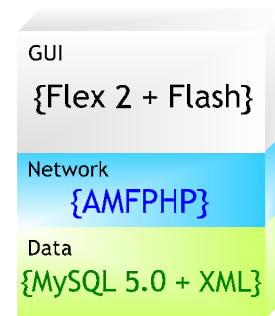 GUI
{Flex 2 + Flash}
Network
{AMFPHP}
Data
{MySQL 5.0 + XML}